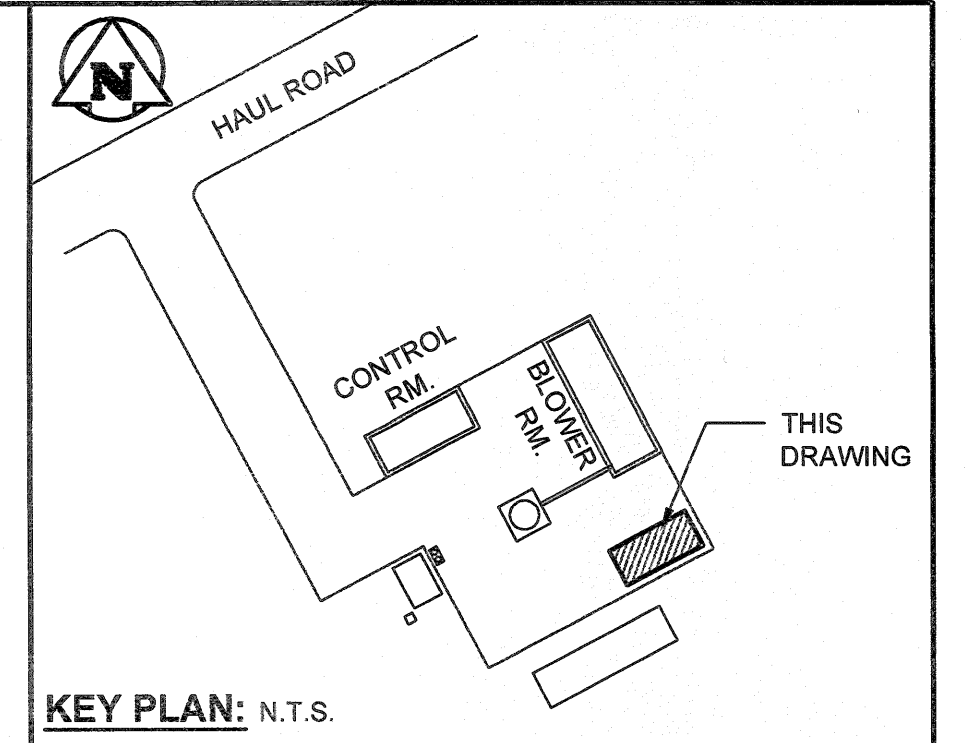 N
HAUL ROAD
CONTROL
RM.
BLOWER
RM.
THIS
DRAWING
KEY PLAN: N.T.S.